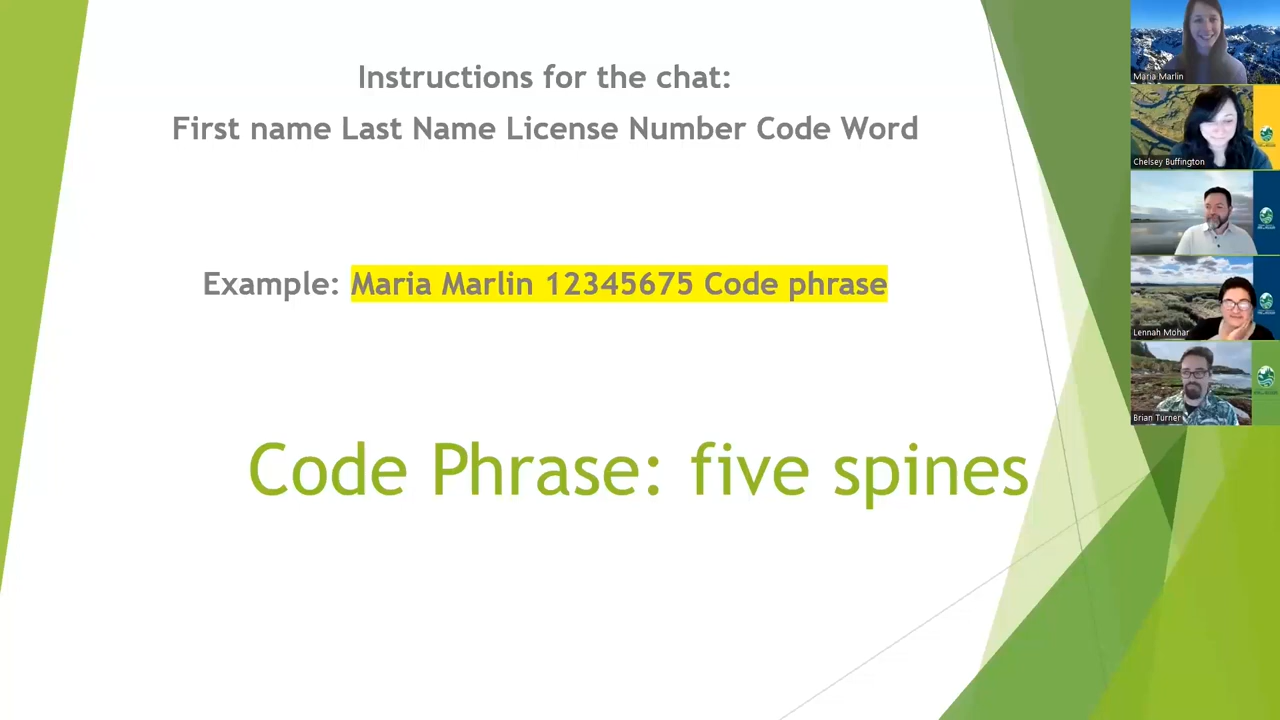 Instructions for the chat:
First name Last Name License Number Code Word
Example: Maria Marlin 12345675 Code phrase
Code Phrase: five spines
Maria Marlin
Chelsey Buffington
Lennah Mohar
Brian Turner